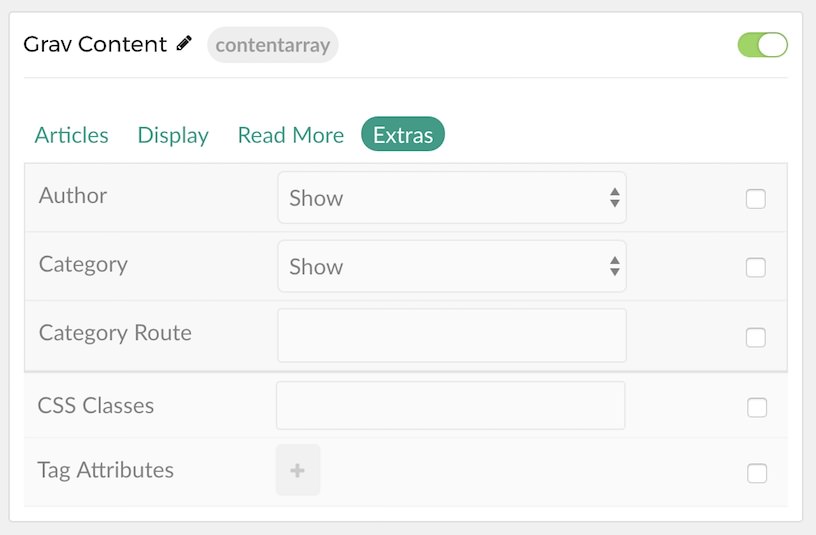 Grav Content contentarray
Articles Display Read More Extras
Author Show
Category Show
Category Route
CSS Classes
Tag Attributes +